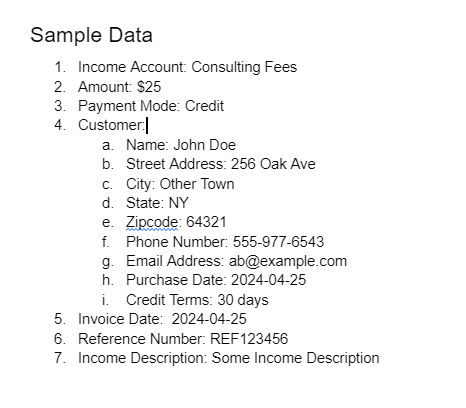 Sample Data
1. Income Account: Consulting Fees
2. Amount: $25
3. Payment Mode: Credit
4. Customer:
a. Name: John Doe
b. Street Address: 256 Oak Ave
c. City: Other Town
d. State: NY
e. Zipcode: 64321
f. Phone Number: 555-977-6543
g. Email Address: ab@example.com
h. Purchase Date: 2024-04-25
i. Credit Terms: 30 days
5. Invoice Date: 2024-04-25
6. Reference Number: REF123456
7. Income Description: Some Income Description